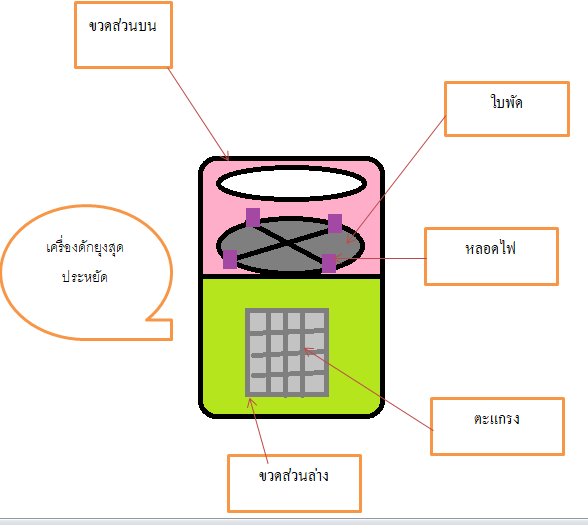 ขวดส่วนบน
ใบพัด
เครื่องดักยุงสุด
ประหยัด
หลอดไฟ
ตะแกรง
ขวดส่วนล่าง